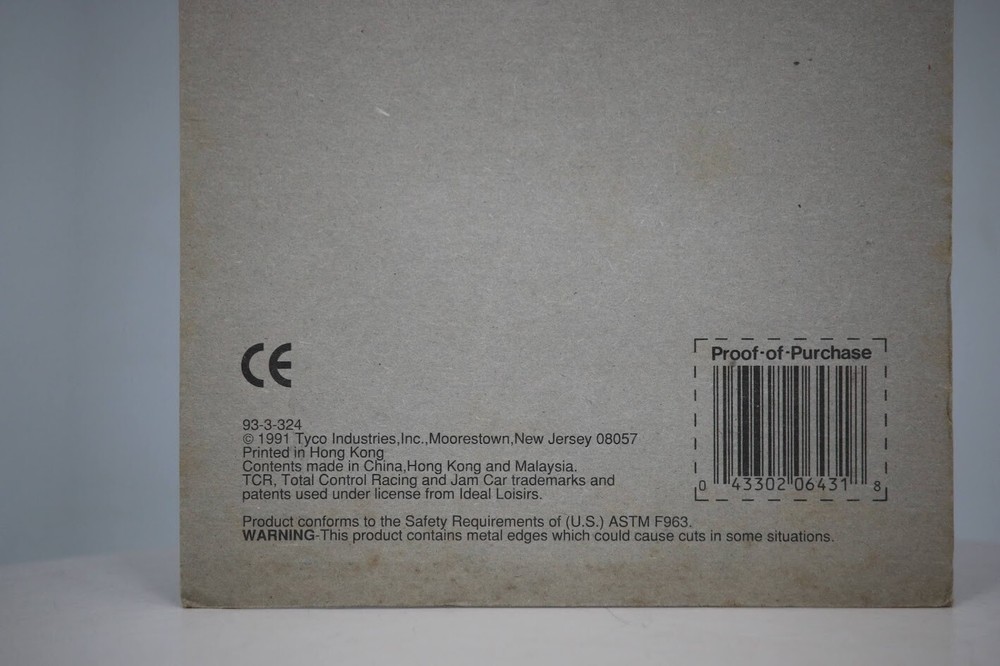 CE
93-3-324
© 1991 Tyco Industries,Inc.,Moorestown,New Jersey 08057
Printed in Hong Kong
Contents made in China,Hong Kong and Malaysia.
TCR, Total Control Racing and Jam Car trademarks and
patents used under license from Ideal Loisirs.
Product conforms to the Safety Requirements of (U.S.) ASTM F963.
WARNING-This product contains metal edges which could cause cuts in some situations.
Proof-of-Purchase
0 43302 06431 8